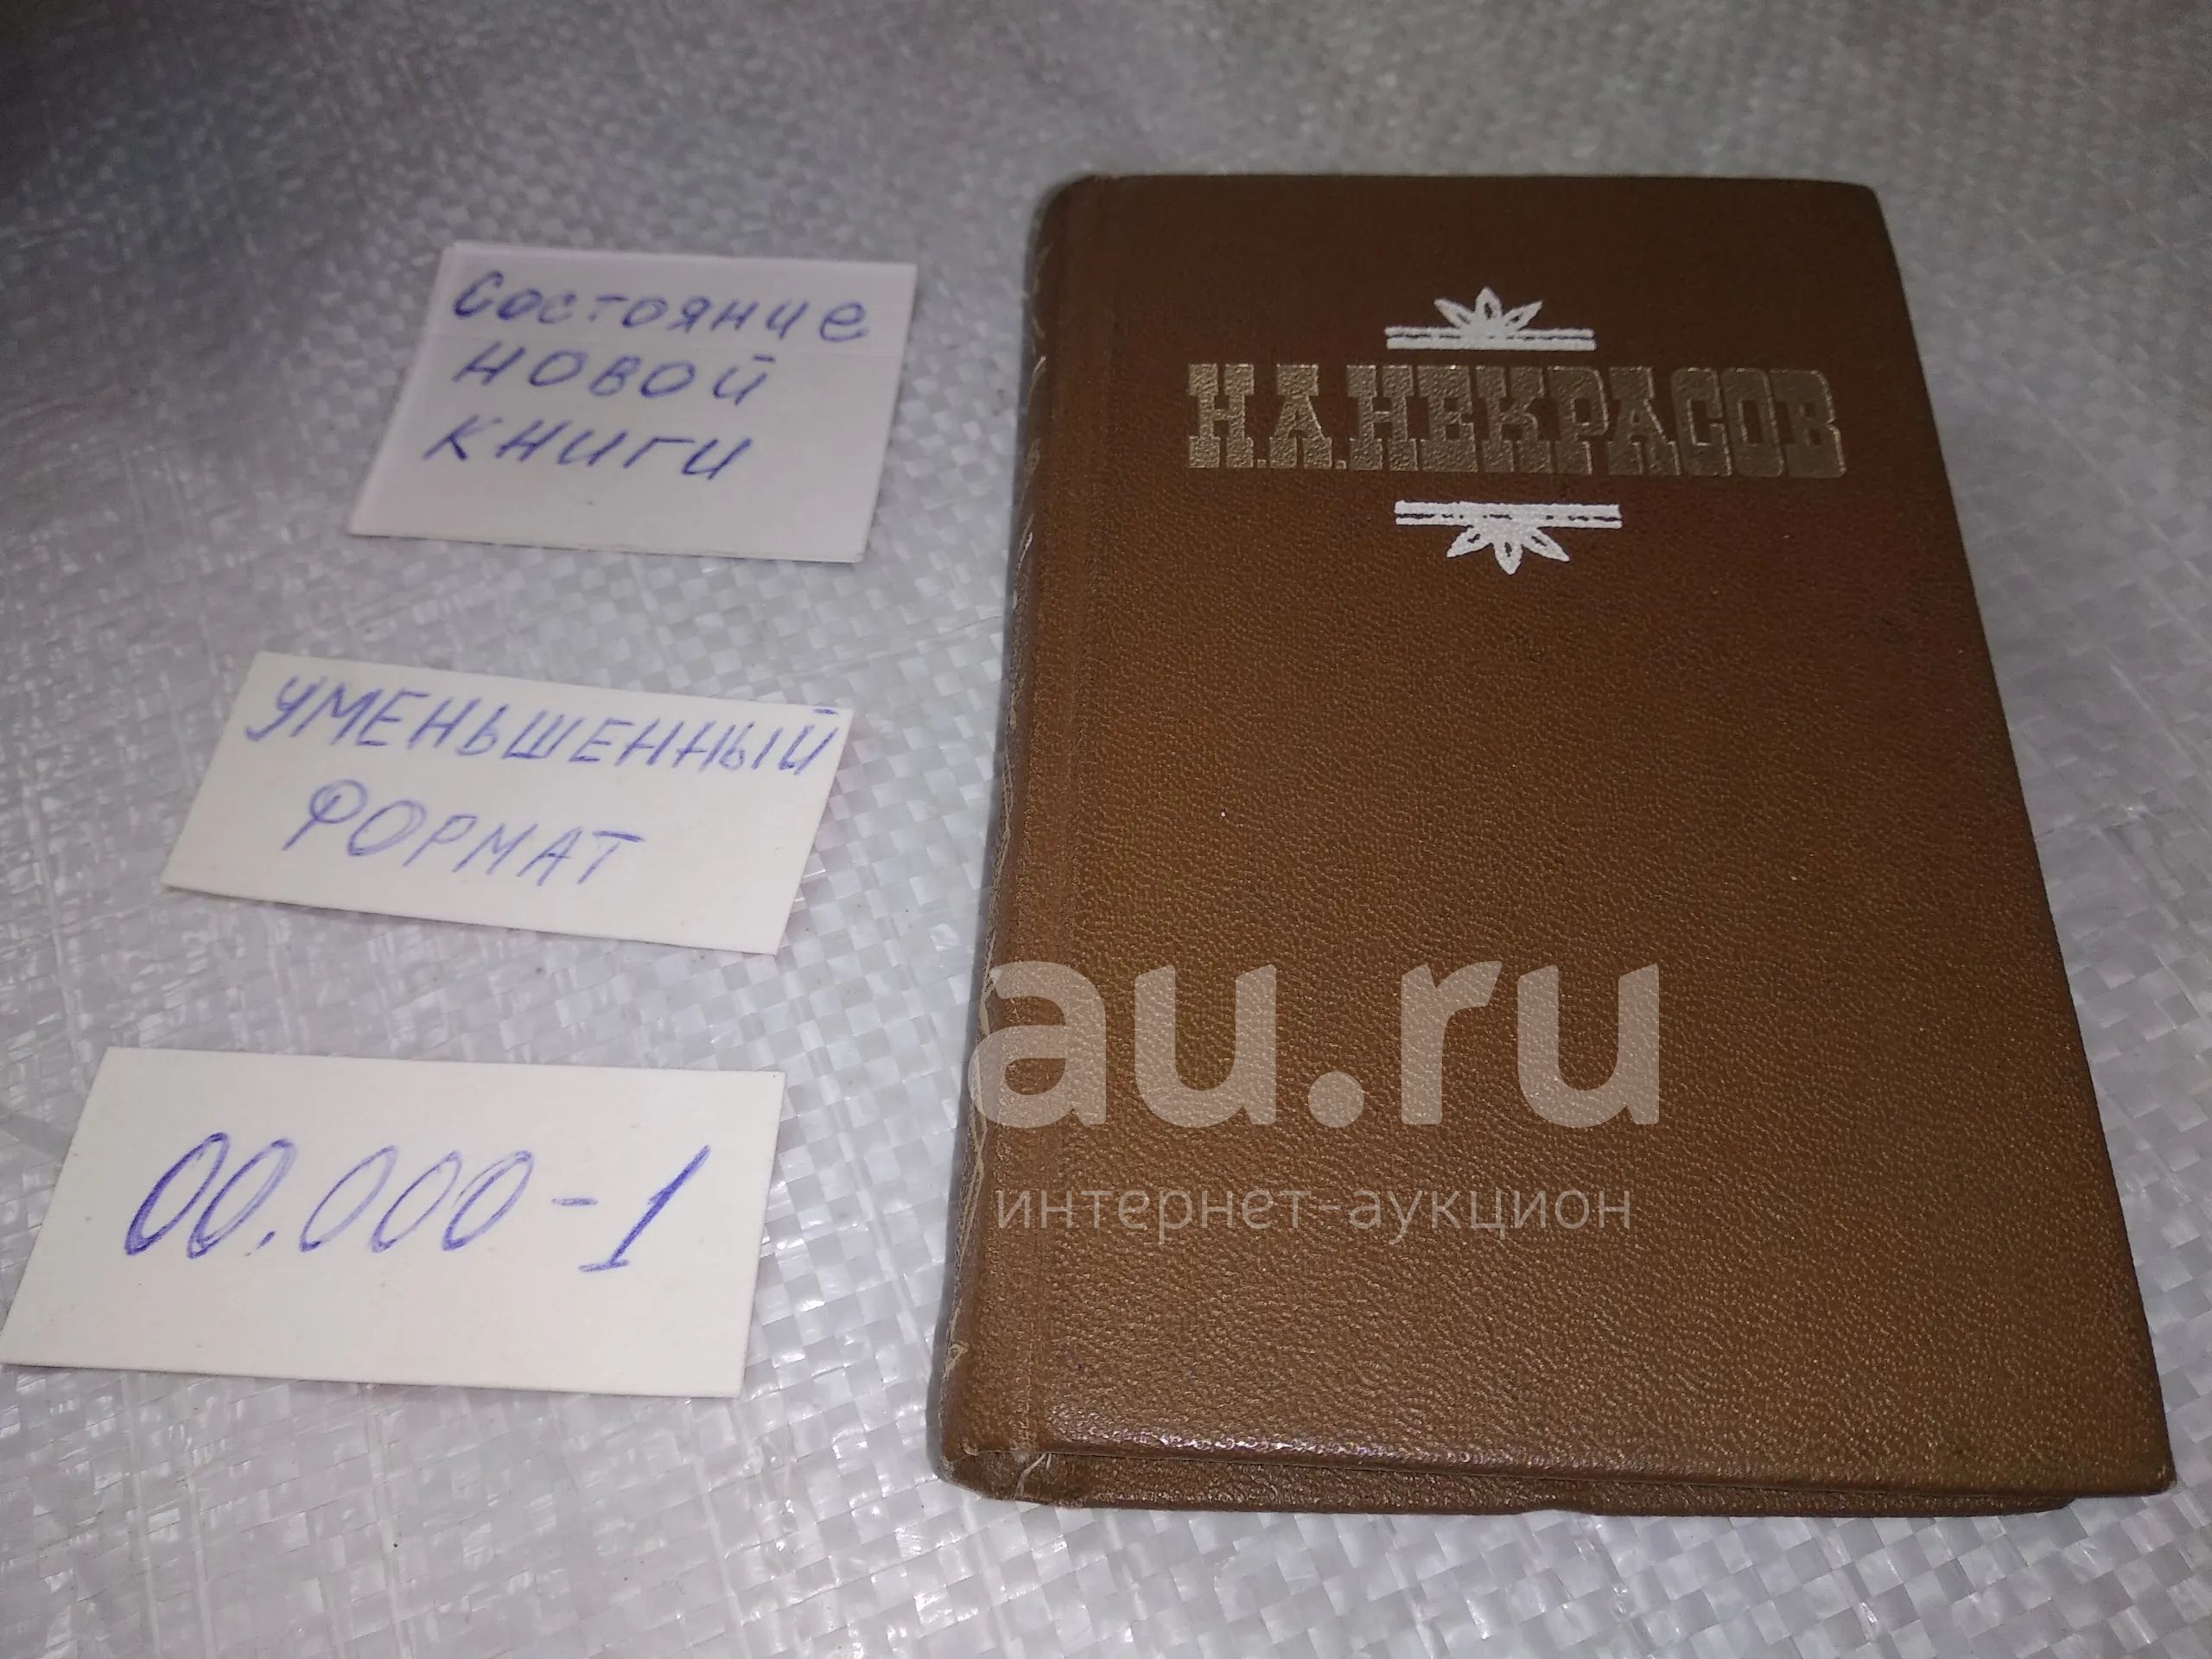 Состояние
новой
книги
УМЕНЬШЕННЫЙ
ФОРМАТ
00.000-1
Н.А.НЕКРАСОВ
au.ru
интернет-аукцион